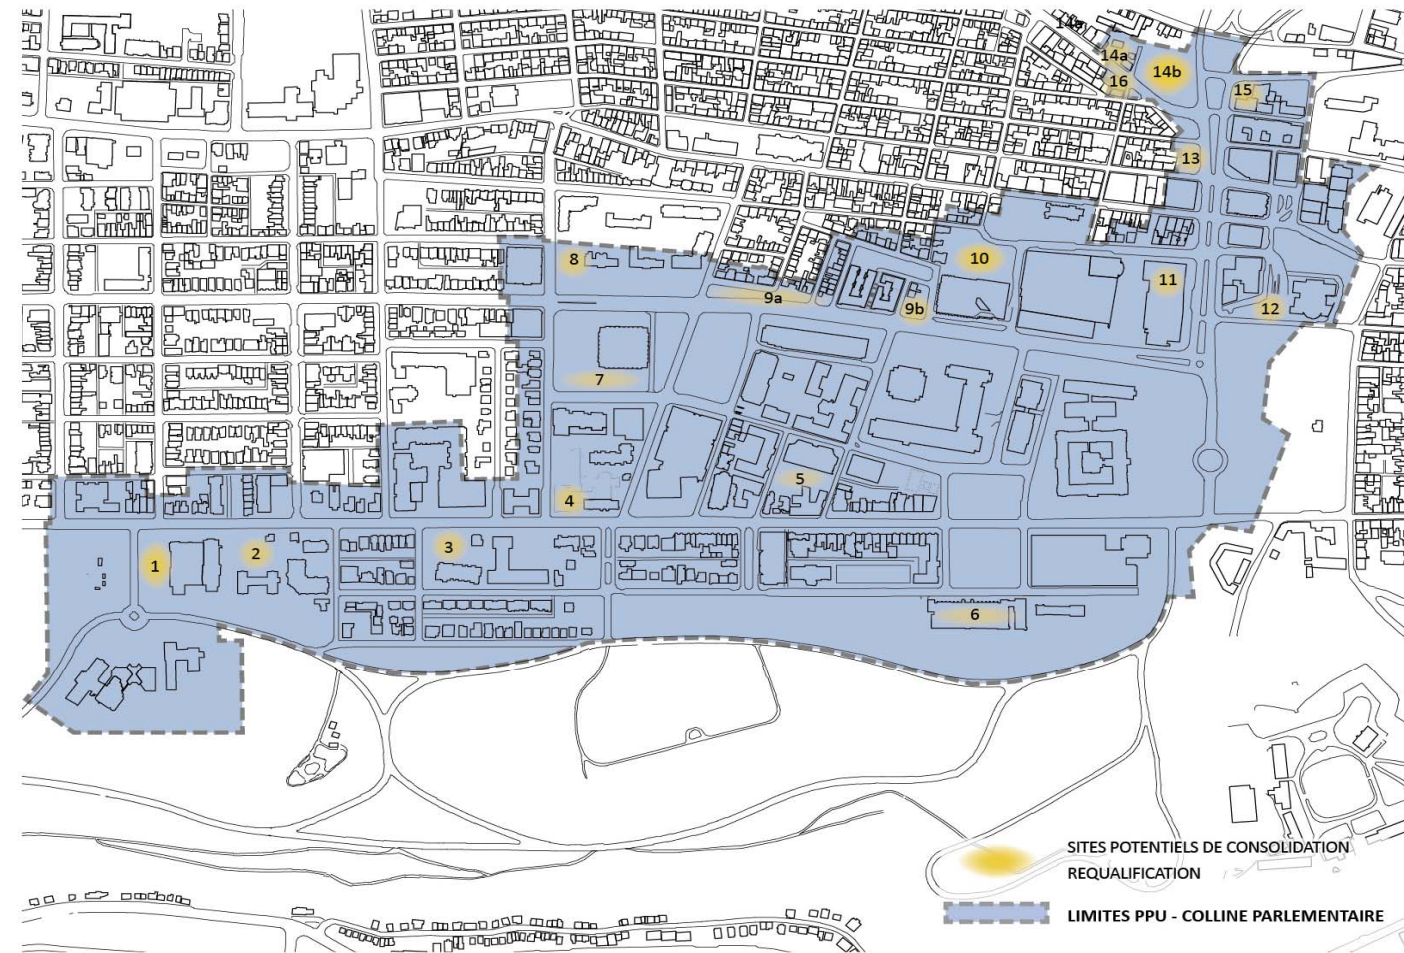 14a
14a
16
14b
15
13
8
10
11
9a
9b
12
7
5
4
1
2
3
6
SITES POTENTIELS DE CONSOLIDATION
REQUALIFICATION
LIMITES PPU - COLLINE PARLEMENTAIRE